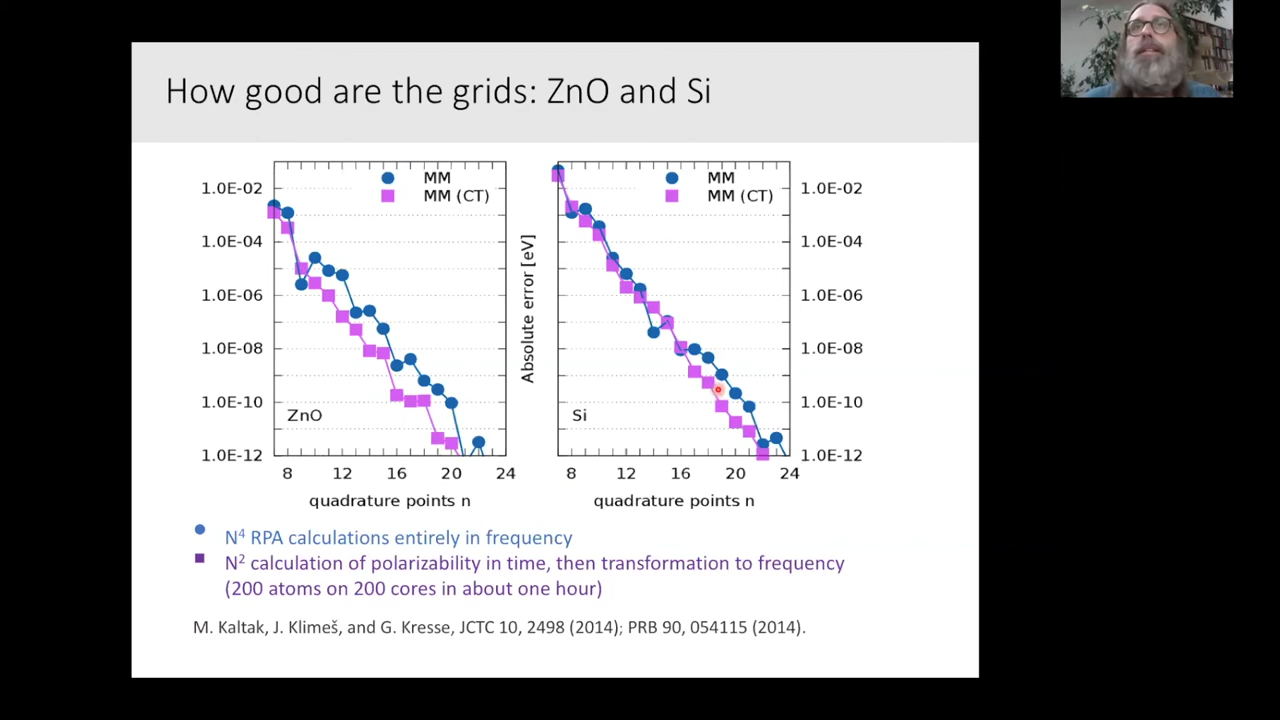 How good are the grids: ZnO and Si
MM
MM (CT)
1.0E-02
1.0E-04
1.0E-06
1.0E-08
1.0E-10
1.0E-12
ZnO
8 12 16 20 24
quadrature points n
Absolute error [eV]
MM
MM (CT)
Si
8 12 16 20 24
quadrature points n
1.0E-02
1.0E-04
1.0E-06
1.0E-08
1.0E-10
1.0E-12
N⁴ RPA calculations entirely in frequency
N² calculation of polarizability in time, then transformation to frequency
(200 atoms on 200 cores in about one hour)
M. Kaltak, J. Klimeš, and G. Kresse, JCTC 10, 2498 (2014); PRB 90, 054115 (2014).